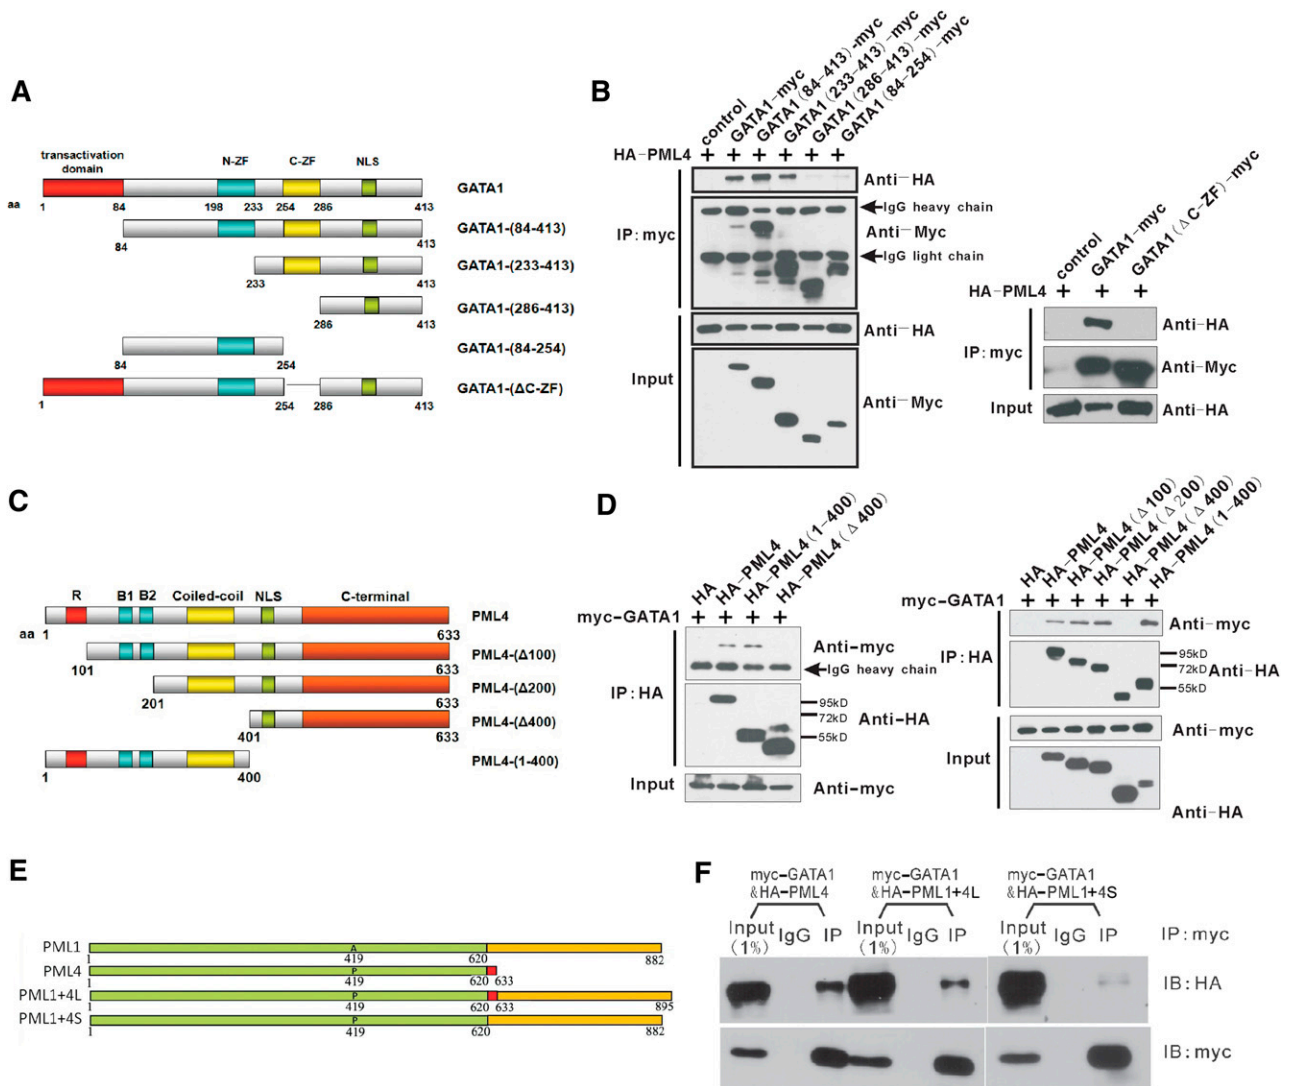 A
transactivation
domain
N-ZF
C-ZF
NLS
GATA1
aa
1
84
198
233
254
286
413
GATA1-(84-413)
84
413
GATA1-(233-413)
233
413
GATA1-(286-413)
286
413
GATA1-(84-254)
84
254
GATA1-(ΔC-ZF)
1
254
286
413
B
control
GATA1-myc
GATA1(84-413)-myc
GATA1(233-413)-myc
GATA1(286-413)-myc
GATA1(84-254)-myc
HA-PML4 + + + + + +
Anti-HA
IgG heavy chain
IP:myc
Anti-Myc
IgG light chain
Anti-HA
Input
Anti-Myc
control
GATA1-myc
GATA1(ΔC-ZF)-myc
HA-PML4 + + +
Anti-HA
IP:myc
Anti-Myc
Input
Anti-HA
C
R
B1
B2
Coiled-coil
NLS
C-terminal
PML4
aa
1
633
PML4-(Δ100)
101
633
PML4-(Δ200)
201
633
PML4-(Δ400)
401
633
PML4-(1-400)
1
400
D
HA
HA-PML4
HA-PML4(1-400)
HA-PML4(Δ400)
myc-GATA1 + + + +
Anti-myc
IgG heavy chain
IP:HA
95kD
72kD
Anti-HA
55kD
Input
Anti-myc
HA
HA-PML4
HA-PML4(Δ100)
HA-PML4(Δ200)
HA-PML4(Δ400)
HA-PML4(1-400)
myc-GATA1 + + + + + +
Anti-myc
IP:HA
95kD
72kD
Anti-HA
55kD
Anti-myc
Input
Anti-HA
E
PML1
A
1
419
620
882
PML4
P
1
419
620
633
PML1+4L
P
1
419
620
633
895
PML1+4S
P
1
419
620
882
F
myc-GATA1
&HA-PML4
myc-GATA1
&HA-PML1+4L
myc-GATA1
&HA-PML1+4S
Input
(1%)
IgG
IP
Input
(1%)
IgG
IP
Input
(1%)
IgG
IP
IP:myc
IB:HA
IB:myc